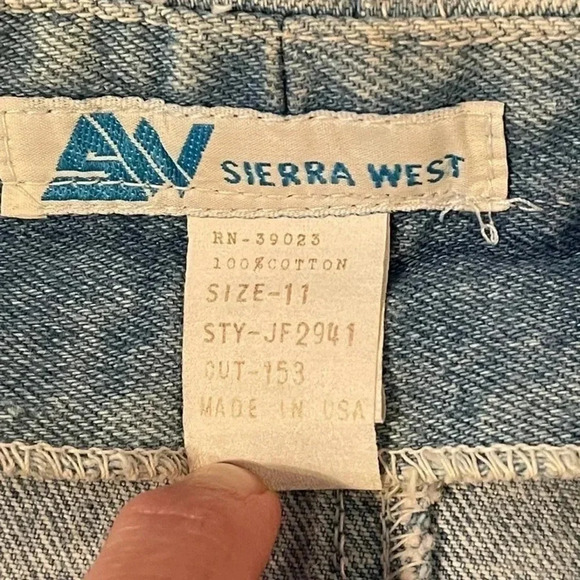 SIERRA WEST
RN-39023
100%COTTON
SIZE-11
STY-JF2941
CUT-153
MADE IN USA